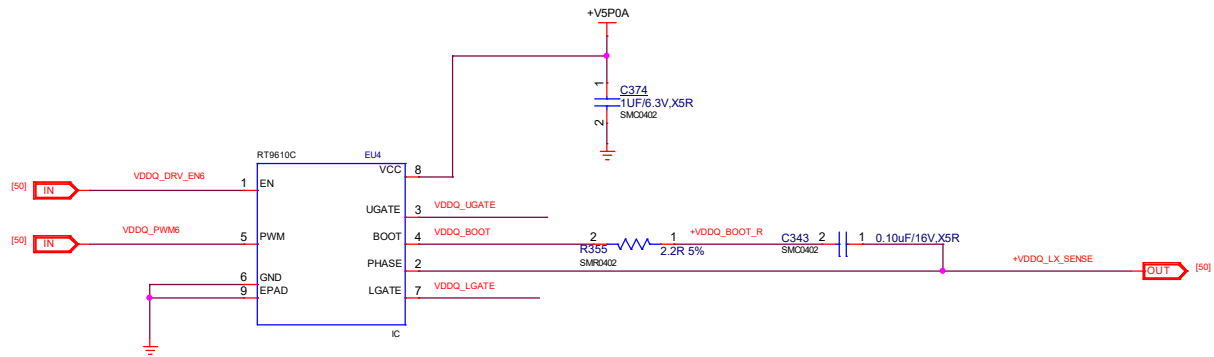 +V5P0A
1
C374
1UF/6.3V,X5R
SMC0402
2
RT9610C
EU4
VCC
8
[50]
IN
VDDQ_DRV_EN6
1
EN
UGATE
3
VDDQ_UGATE
[50]
IN
VDDQ_PWM6
5
PWM
BOOT
4
VDDQ_BOOT
2
R355
SMR0402
1
2.2R 5%
+VDDQ_BOOT_R
C343
SMC0402
2
1
0.10uF/16V,X5R
PHASE
2
+VDDQ_LX_SENSE
OUT
[50]
6
GND
9
EPAD
LGATE
7
VDDQ_LGATE
IC